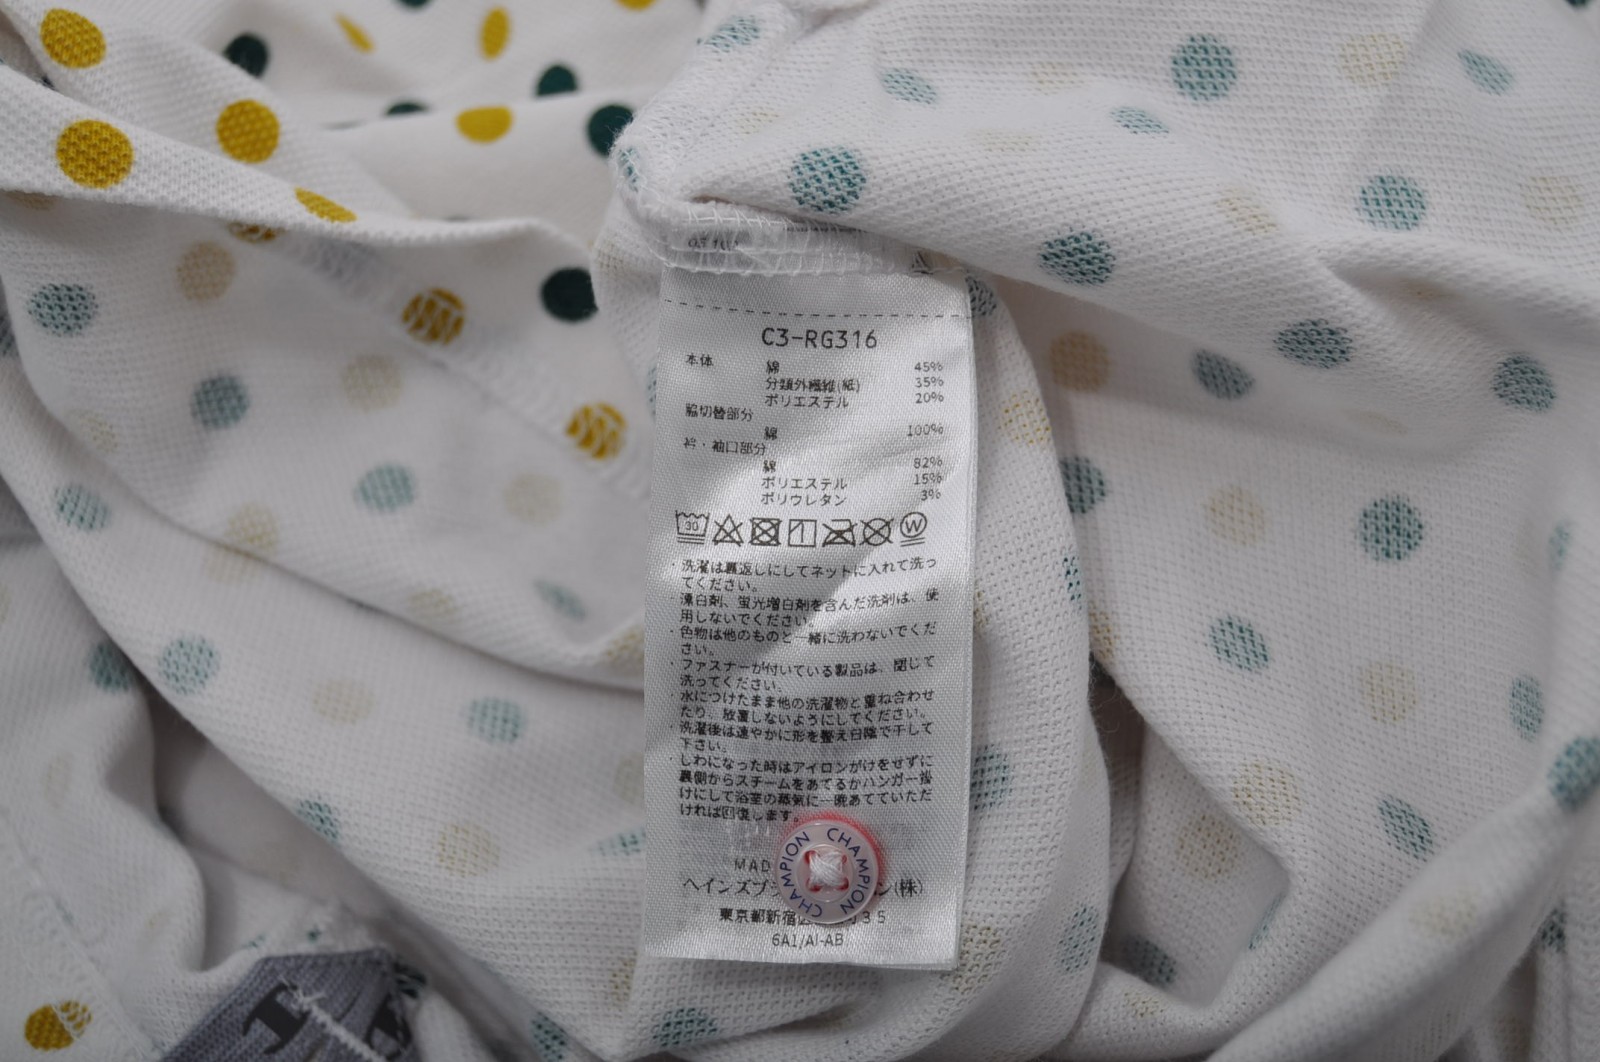 C3-RG316
本体
綿 45%
分類外繊維(紙) 35%
ポリエステル 20%
脇切替部分
綿 100%
衿・袖口部分
綿 82%
ポリエステル 15%
ポリウレタン 3%
30 W
・洗濯は裏返しにしてネットに入れて洗っ
てください。
・漂白剤、蛍光増白剤を含んだ洗剤は、使
用しないでください。
・色物は他のものと一緒に洗わないでくだ
さい。
・ファスナーが付いている製品は、閉じて
洗ってください。
・水につけたまま他の洗濯物と重ね合わせ
たり、放置しないようにしてください。
・洗濯後は速やかに形を整え日陰で干して
下さい。
・しわになった時はアイロンがけをせずに
裏側からスチームをあてるかハンガー掛
けにして浴室の蒸気に一晩あてていただ
ければ回復します。
MAD
ヘインズブ ン(株)
東京都新宿 35
6A1/AI-AB
CHAMPION CHAMPION CHAMPION